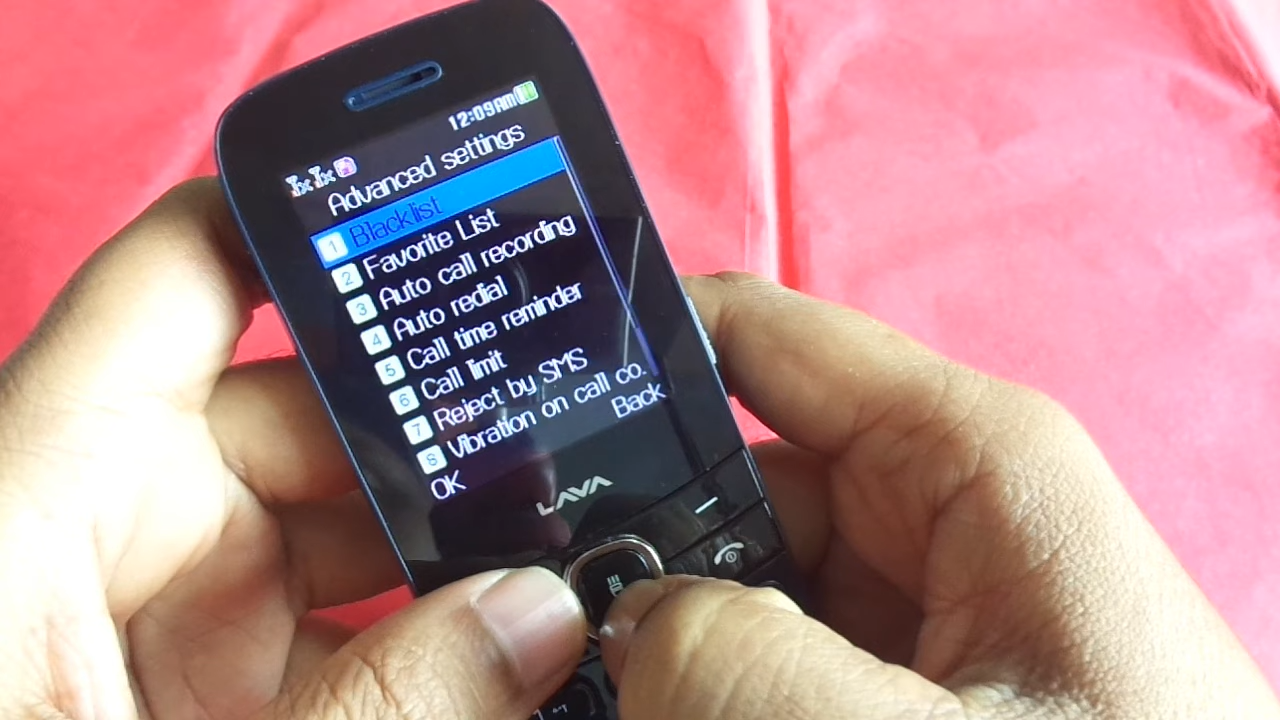 12:09AM
Advanced settings
1 Blacklist
2 Favorite List
3 Auto call recording
4 Auto redial
5 Call time reminder
6 Call limit
7 Reject by SMS
8 Vibration on call co.
OK Back
LAVA